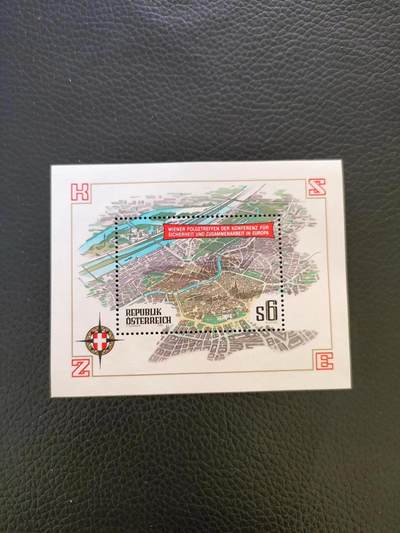 K S
WIENER FOLGETREFFEN DER KONFERENZ FÜR
SICHERHEIT UND ZUSAMMENARBEIT IN EUROPA
REPUBLIK
ÖSTERREICH
S6
Z E